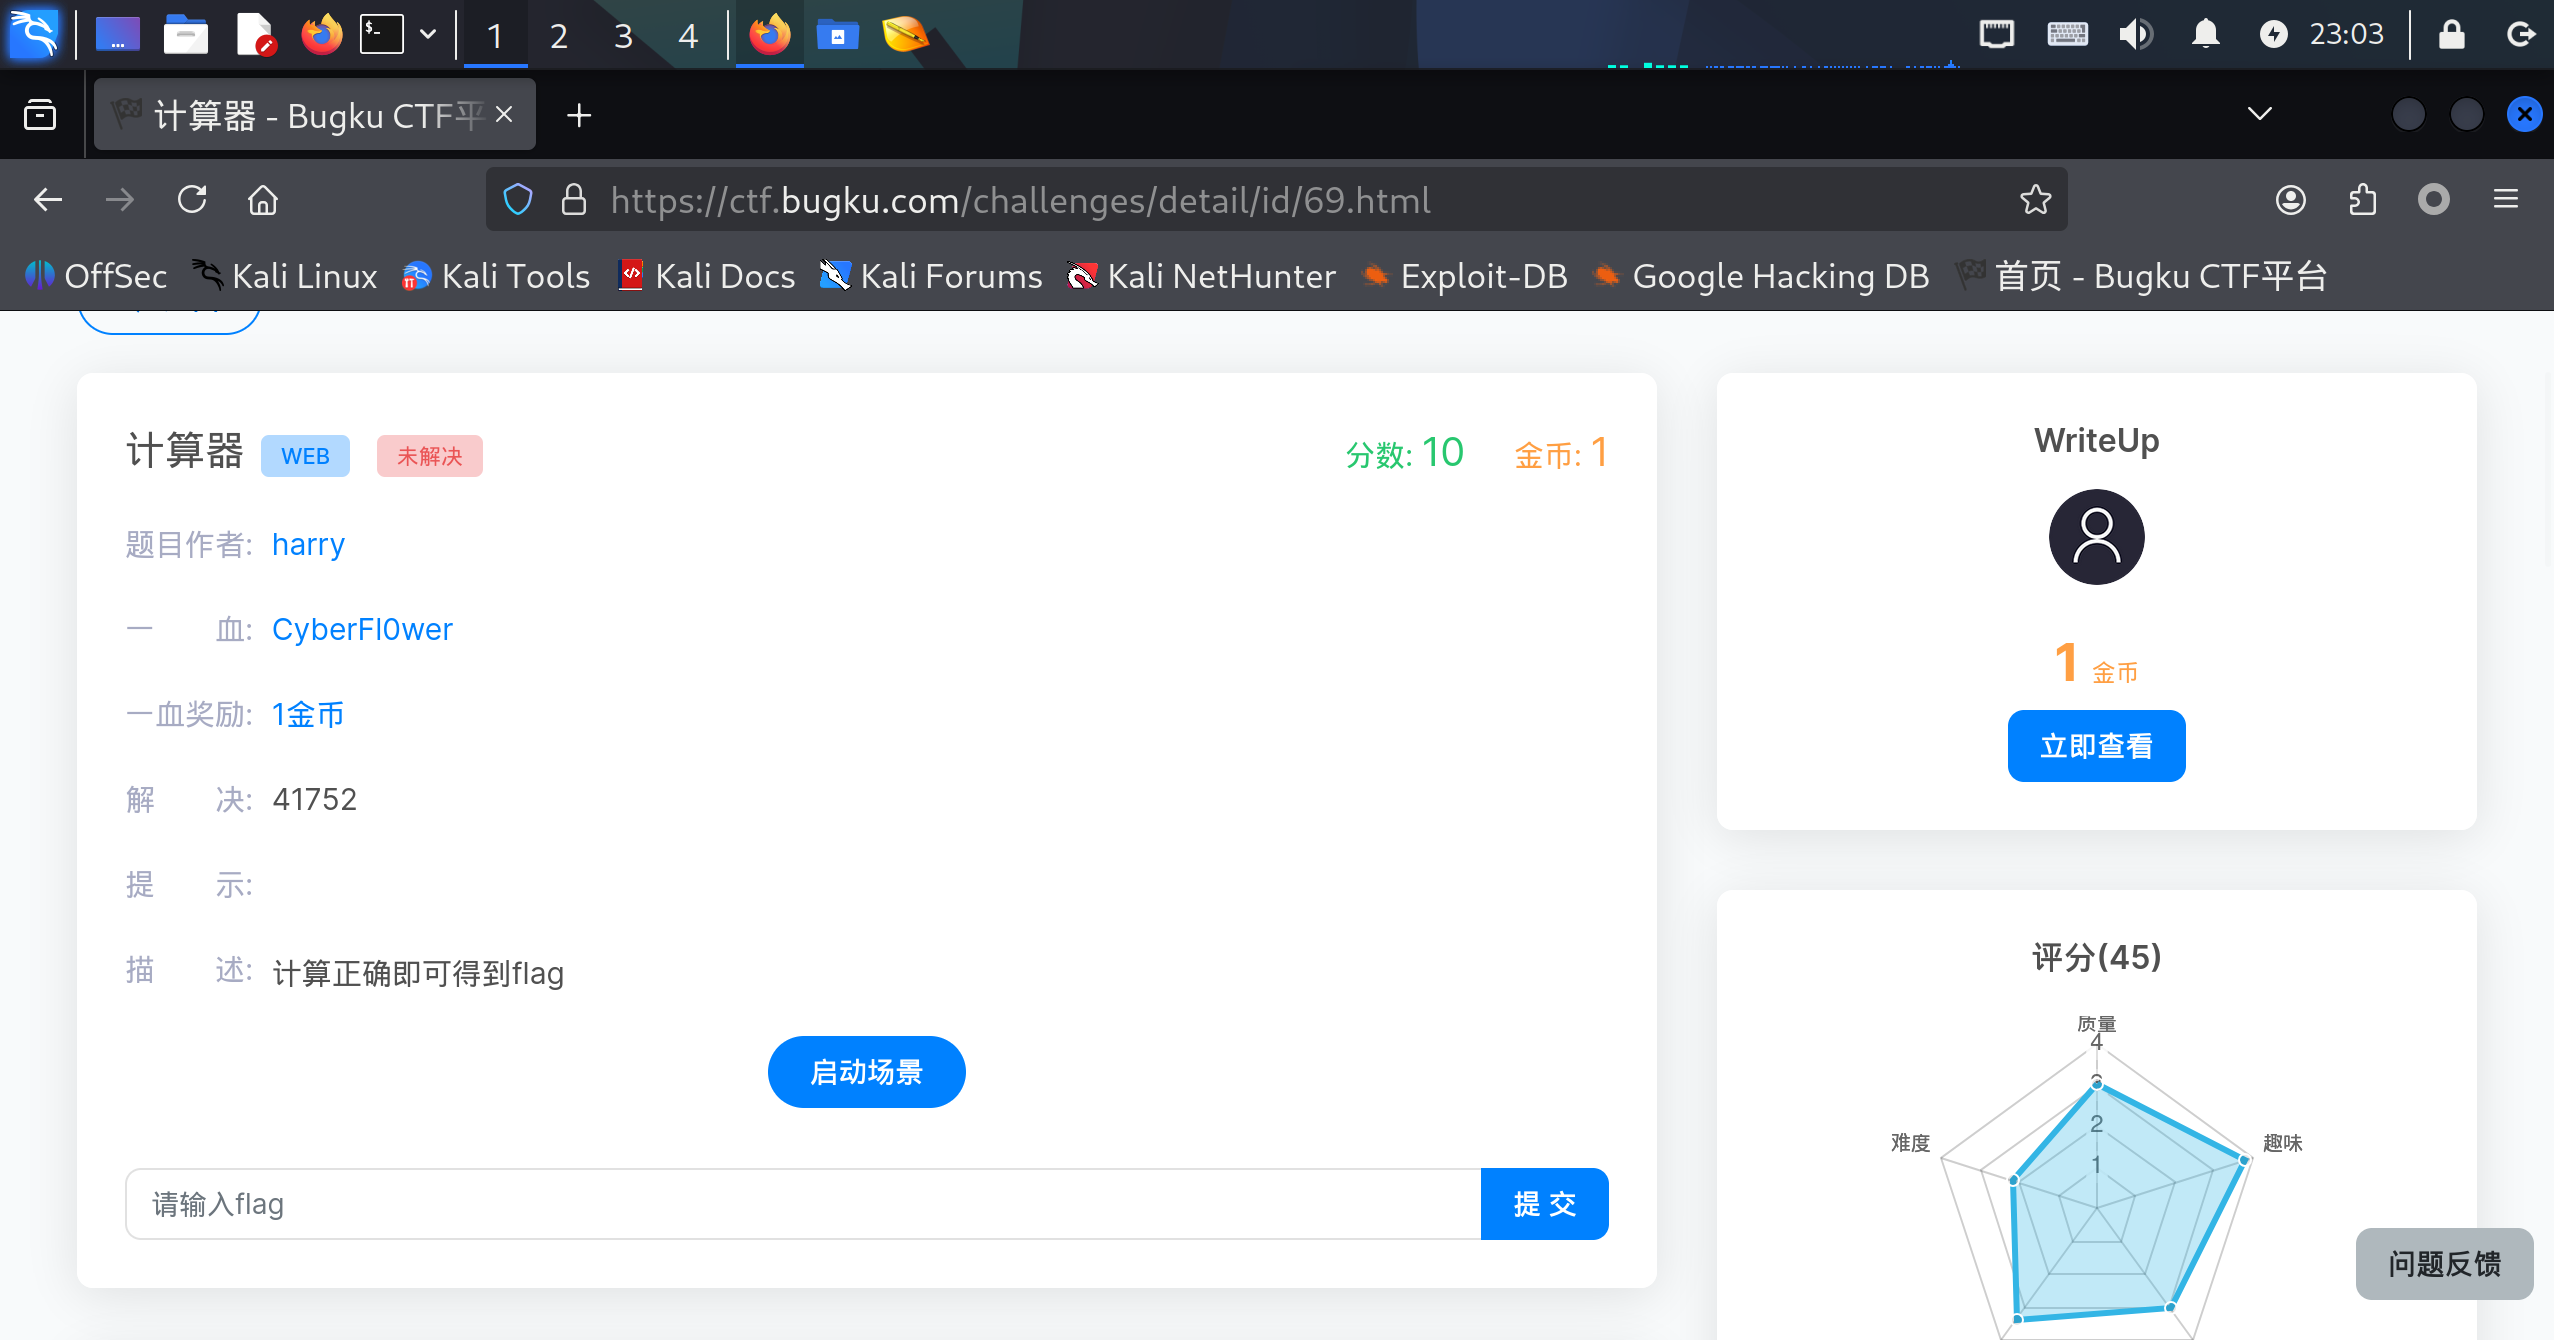 1 2 3 4 23:03
计算器 - Bugku CTF平
https://ctf.bugku.com/challenges/detail/id/69.html
OffSec Kali Linux Kali Tools Kali Docs Kali Forums Kali NetHunter Exploit-DB Google Hacking DB 首页 - Bugku CTF平台
计算器 WEB 未解决 分数: 10 金币: 1
题目作者: harry
一 血: CyberFl0wer
一血奖励: 1金币
解 决: 41752
提 示:
描 述: 计算正确即可得到flag
启动场景
请输入flag 提 交
WriteUp
1 金币
立即查看
评分(45)
质量
4
3
2
1
难度
趣味
问题反馈